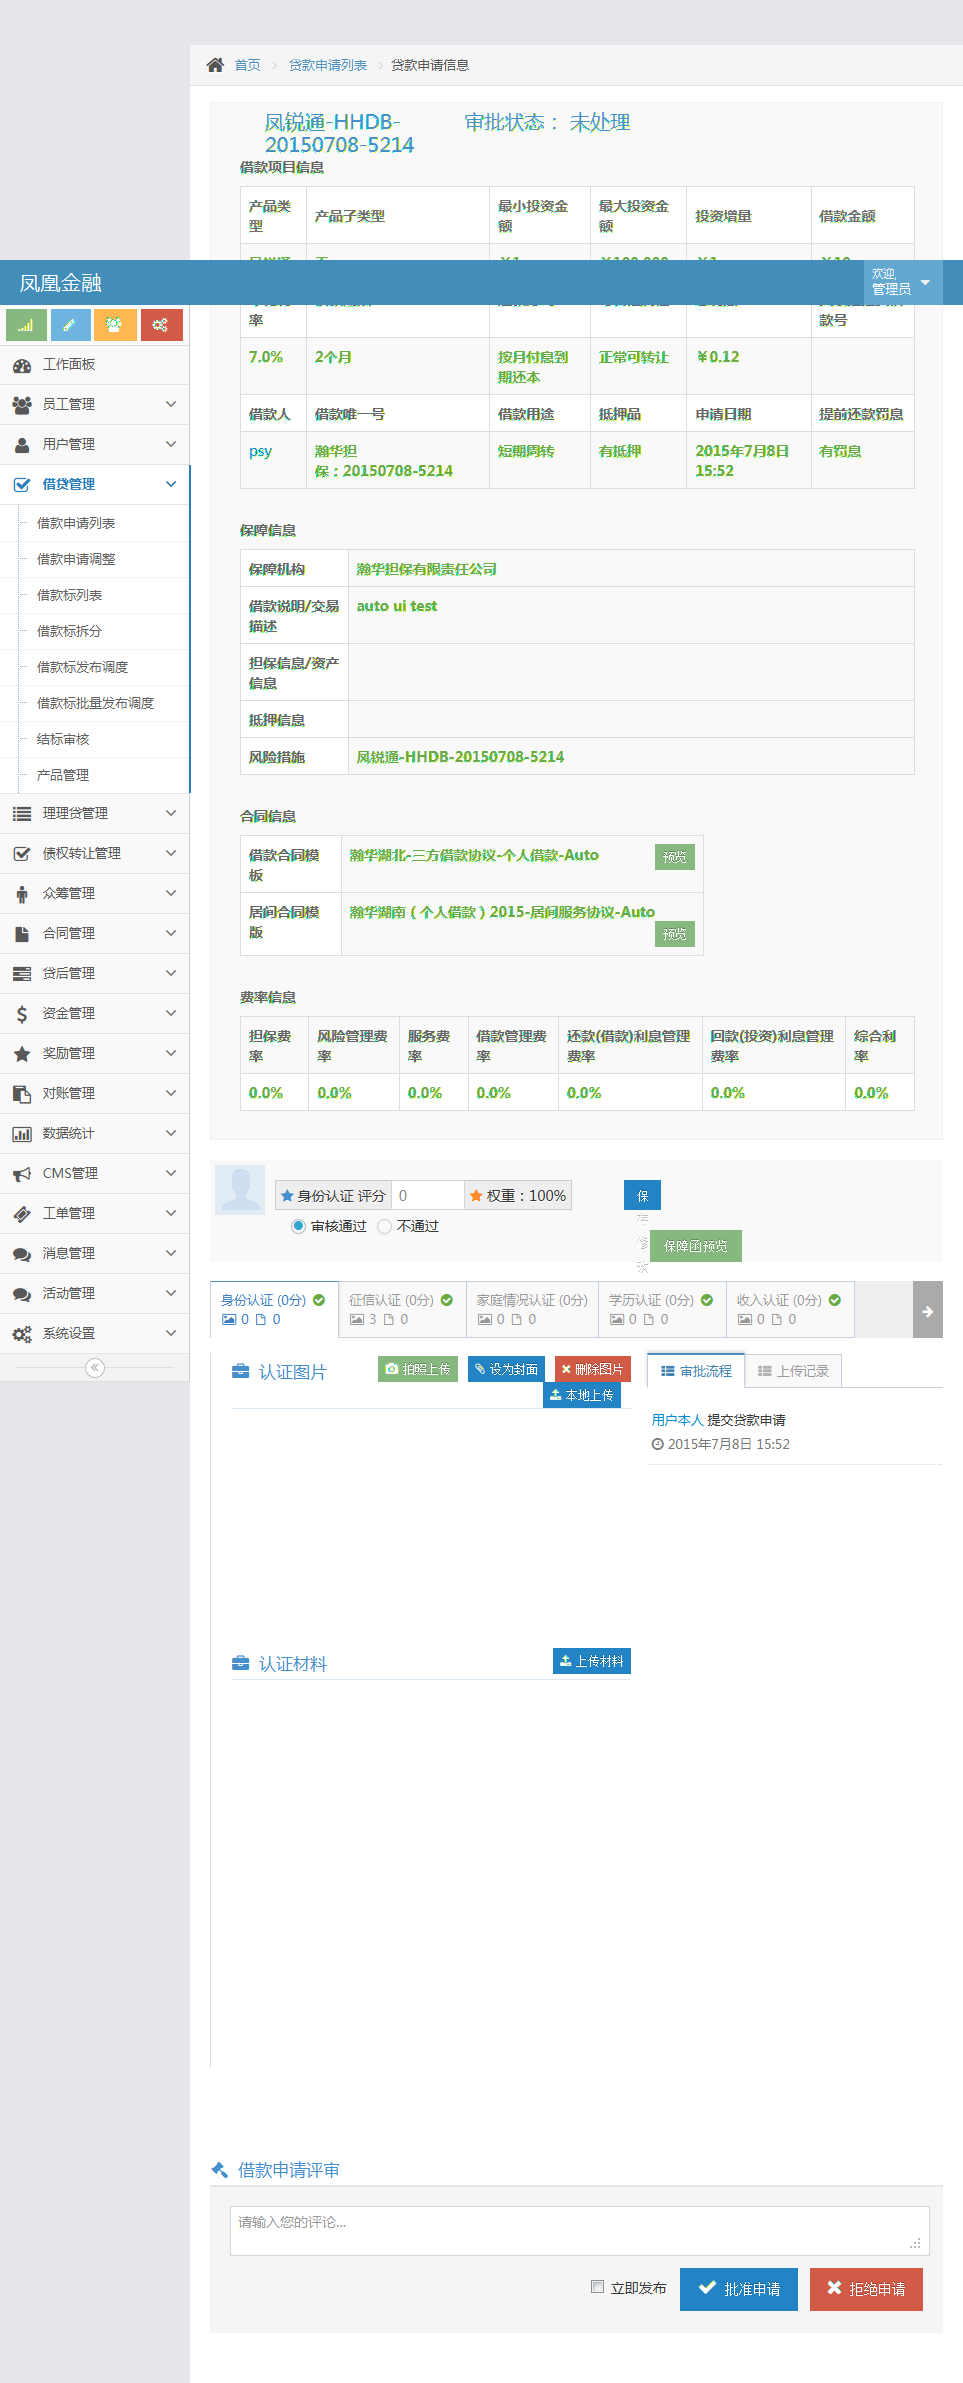 首页 贷款申请列表 贷款申请信息
凤锐通-HHDB-
20150708-5214
审批状态： 未处理
借款项目信息
产品类
型
产品子类型
最小投资金
额
最大投资金
额
投资增量
借款金额
凤凰金融
欢迎,
管理员
率
款号
7.0%
2个月
按月付息到
期还本
正常可转让
￥0.12
借款人
借款唯一号
借款用途
抵押品
申请日期
提前还款罚息
psy
瀚华担
保：20150708-5214
短期周转
有抵押
2015年7月8日
15:52
有罚息
保障信息
保障机构
瀚华担保有限责任公司
借款说明/交易
描述
auto ui test
担保信息/资产
信息
抵押信息
风险措施
凤锐通-HHDB-20150708-5214
合同信息
借款合同模
板
瀚华湖北-三方借款协议-个人借款-Auto
预览
居间合同模
版
瀚华湖南（个人借款）2015-居间服务协议-Auto
预览
费率信息
担保费
率
风险管理费
率
服务费
率
借款管理费
率
还款(借款)利息管理
费率
回款(投资)利息管理
费率
综合利
率
0.0%
0.0%
0.0%
0.0%
0.0%
0.0%
0.0%
工作面板
员工管理
用户管理
借贷管理
借款申请列表
借款申请调整
借款标列表
借款标拆分
借款标发布调度
借款标批量发布调度
结标审核
产品管理
理理贷管理
债权转让管理
众筹管理
合同管理
贷后管理
资金管理
奖励管理
对账管理
数据统计
CMS管理
工单管理
消息管理
活动管理
系统设置
身份认证 评分 0 权重：100%
审核通过 不通过
保
存
修
改
保障函预览
身份认证 (0分)
0 0
征信认证 (0分)
3 0
家庭情况认证 (0分)
0 0
学历认证 (0分)
0 0
收入认证 (0分)
0 0
认证图片
拍照上传
设为封面
删除图片
本地上传
审批流程
上传记录
用户本人 提交贷款申请
2015年7月8日 15:52
认证材料
上传材料
借款申请评审
请输入您的评论...
立即发布
批准申请
拒绝申请